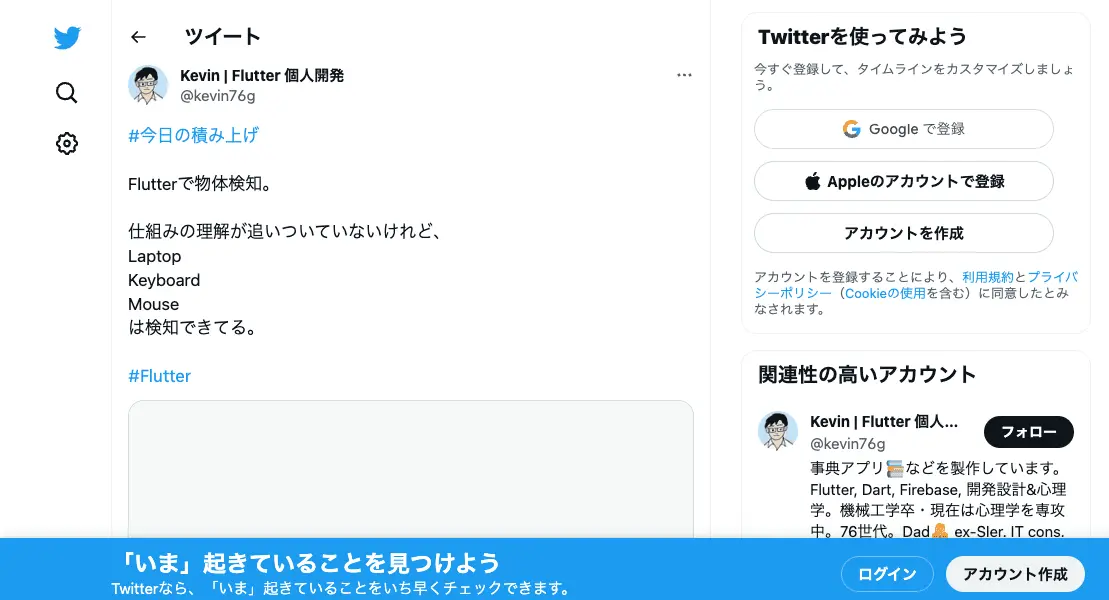 ツイート
Kevin | Flutter 個人開発
@kevin76g
#今日の積み上げ
Flutterで物体検知。
仕組みの理解が追いついていないけれど、
Laptop
Keyboard
Mouse
は検知できてる。
#Flutter
Twitterを使ってみよう
今すぐ登録して、タイムラインをカスタマイズしましょ
う。
Google で登録
Appleのアカウントで登録
アカウントを作成
アカウントを登録することにより、利用規約とプライバ
シーポリシー（Cookieの使用を含む）に同意したとみ
なされます。
関連性の高いアカウント
Kevin | Flutter 個人...
@kevin76g
フォロー
事典アプリ📚などを製作しています。
Flutter, Dart, Firebase, 開発設計&心理
学。機械工学卒・現在は心理学を専攻
中。76世代。Dad ex-SIer. IT cons.
「いま」起きていることを見つけよう
Twitterなら、「いま」起きていることをいち早くチェックできます。
ログイン
アカウント作成